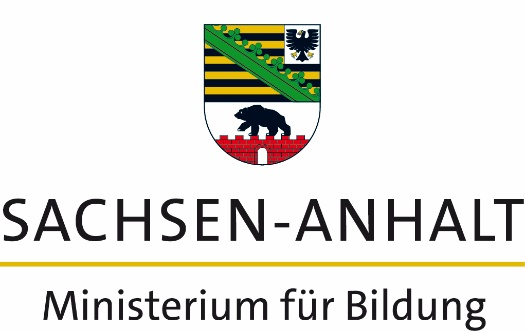 SACHSEN-ANHALT
Ministerium für Bildung